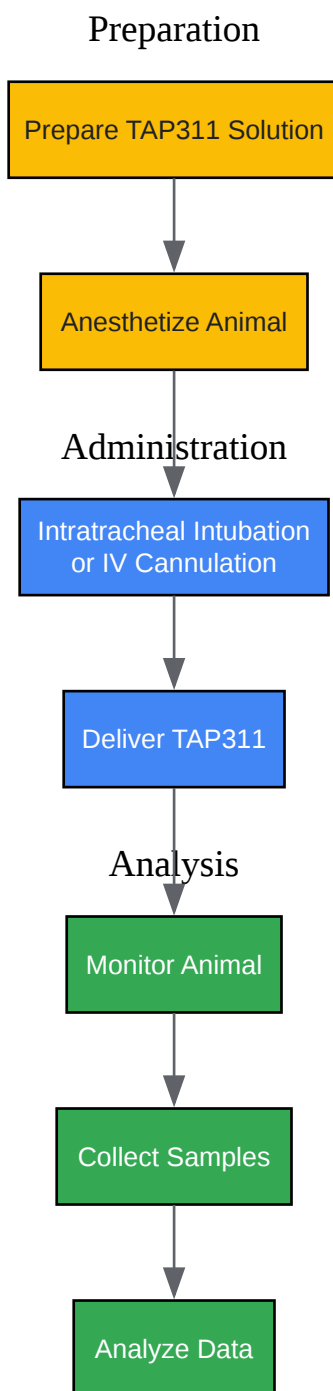 Preparation
Prepare TAP311 Solution
Anesthetize Animal
Administration
Intratracheal Intubation
or IV Cannulation
Deliver TAP311
Analysis
Monitor Animal
Collect Samples
Analyze Data